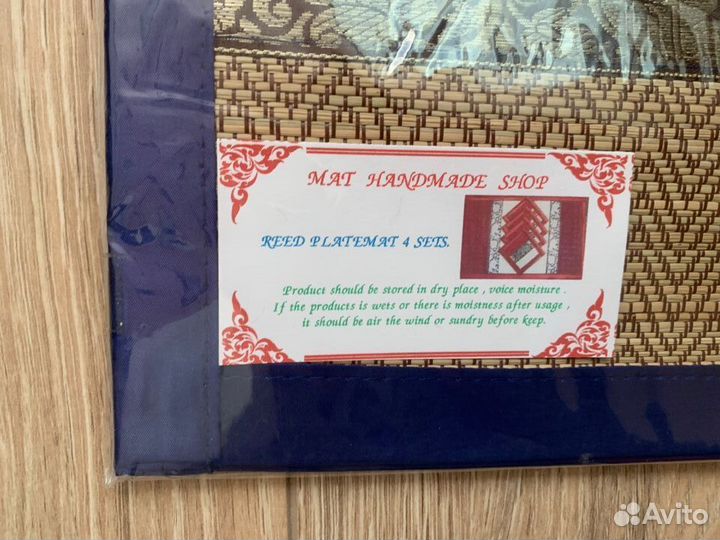 MAT HANDMADE SHOP
REED PLATEMAT 4 SETS.
Product should be stored in dry place , voice moisture .
If the products is wets or there is moistness after usage ,
it should be air the wind or sundry before keep.
Avito